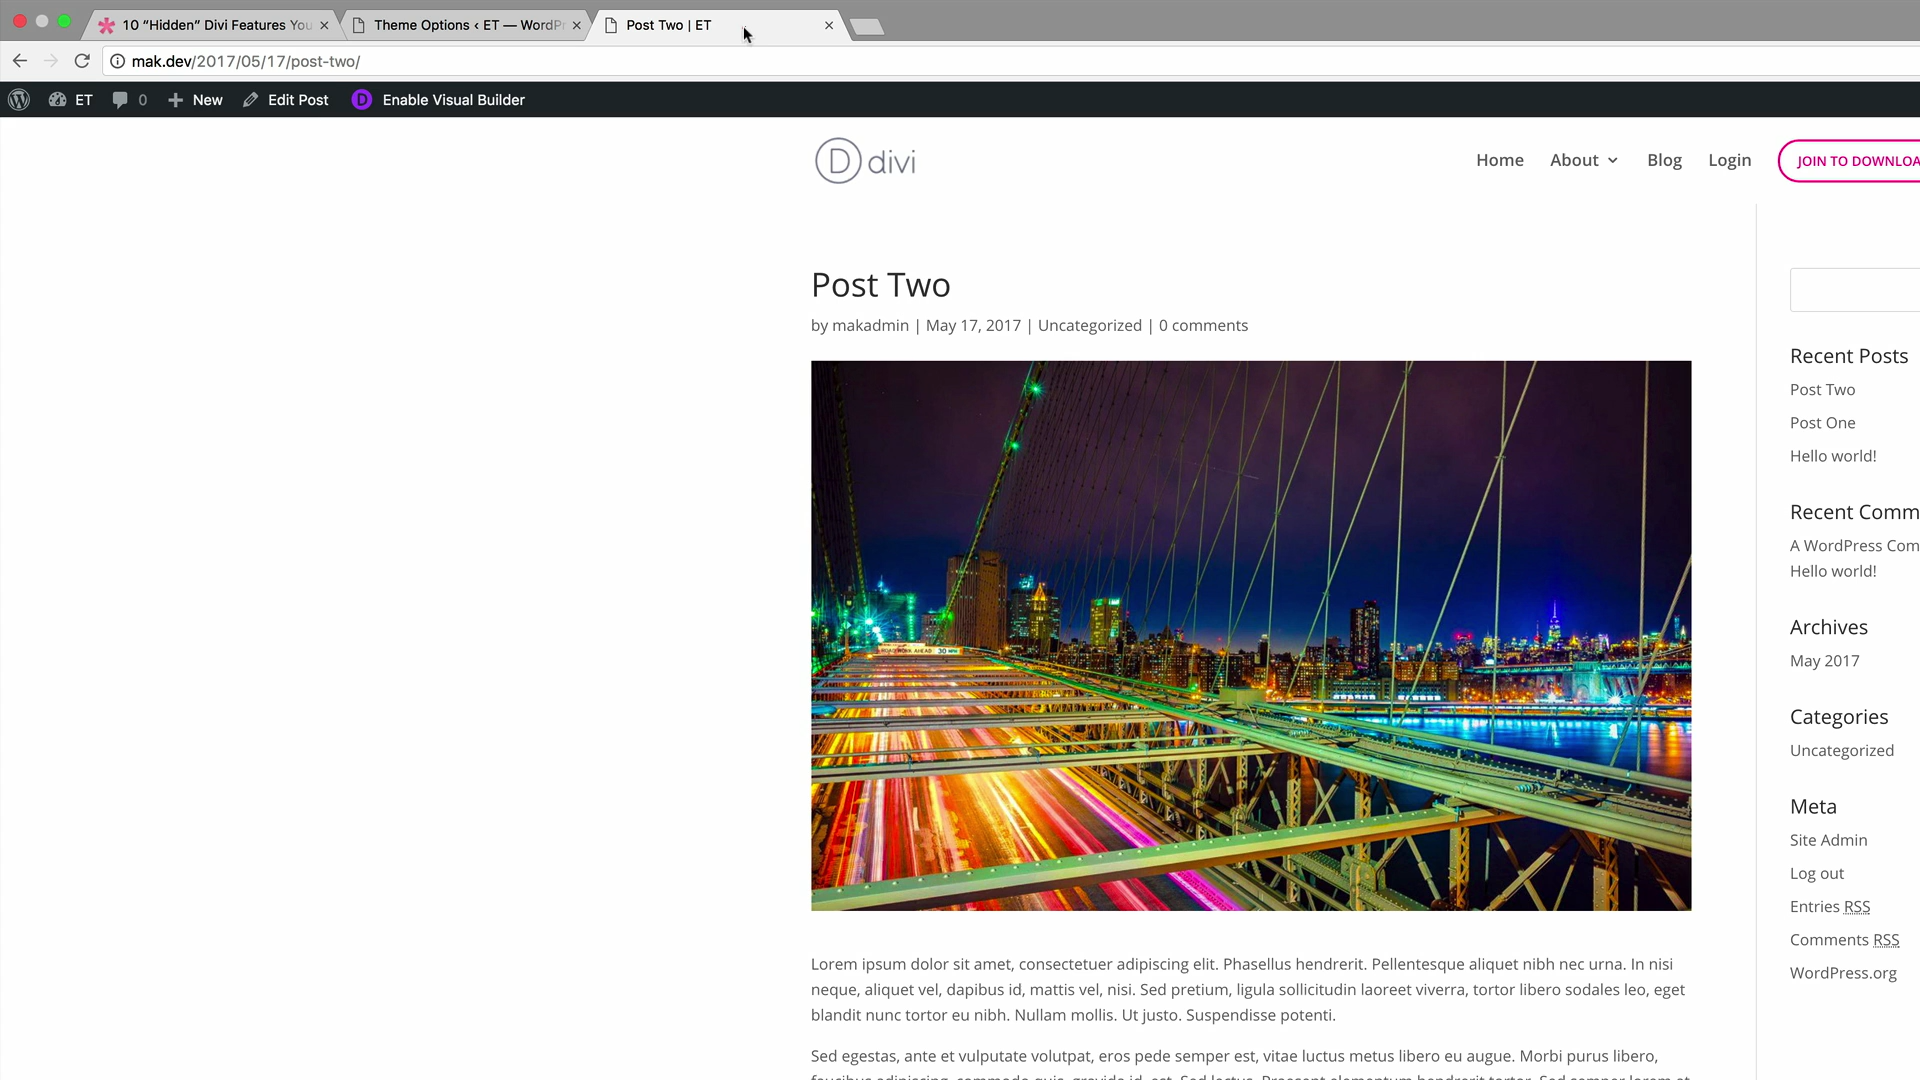 10 “Hidden” Divi Features You
Theme Options ‹ ET — WordPr
Post Two | ET
mak.dev/2017/05/17/post-two/
ET
0
New
Edit Post
D
Enable Visual Builder
D divi
Home
About
Blog
Login
JOIN TO DOWNLOA
Post Two
by makadmin | May 17, 2017 | Uncategorized | 0 comments
ROADWORK AHEAD 30 MPH
Lorem ipsum dolor sit amet, consectetuer adipiscing elit. Phasellus hendrerit. Pellentesque aliquet nibh nec urna. In nisi
neque, aliquet vel, dapibus id, mattis vel, nisi. Sed pretium, ligula sollicitudin laoreet viverra, tortor libero sodales leo, eget
blandit nunc tortor eu nibh. Nullam mollis. Ut justo. Suspendisse potenti.
Sed egestas, ante et vulputate volutpat, eros pede semper est, vitae luctus metus libero eu augue. Morbi purus libero,
Recent Posts
Post Two
Post One
Hello world!
Recent Comm
A WordPress Com
Hello world!
Archives
May 2017
Categories
Uncategorized
Meta
Site Admin
Log out
Entries RSS
Comments RSS
WordPress.org